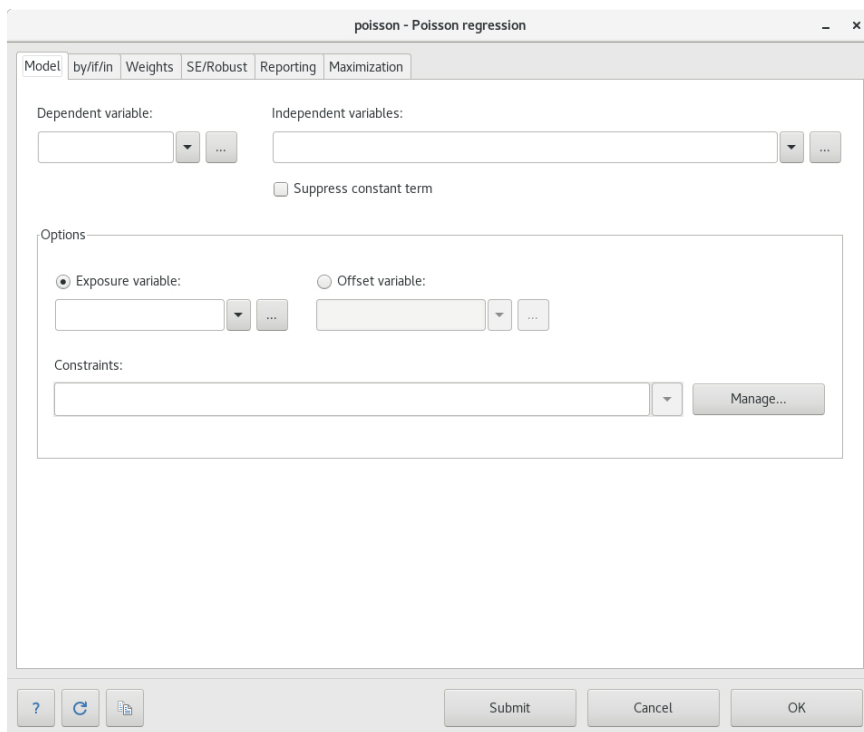 poisson - Poisson regression
Model by/if/in Weights SE/Robust Reporting Maximization
Dependent variable: Independent variables:
... ...
Suppress constant term
Options
Exposure variable: Offset variable:
... ...
Constraints:
Manage...
? Submit Cancel OK